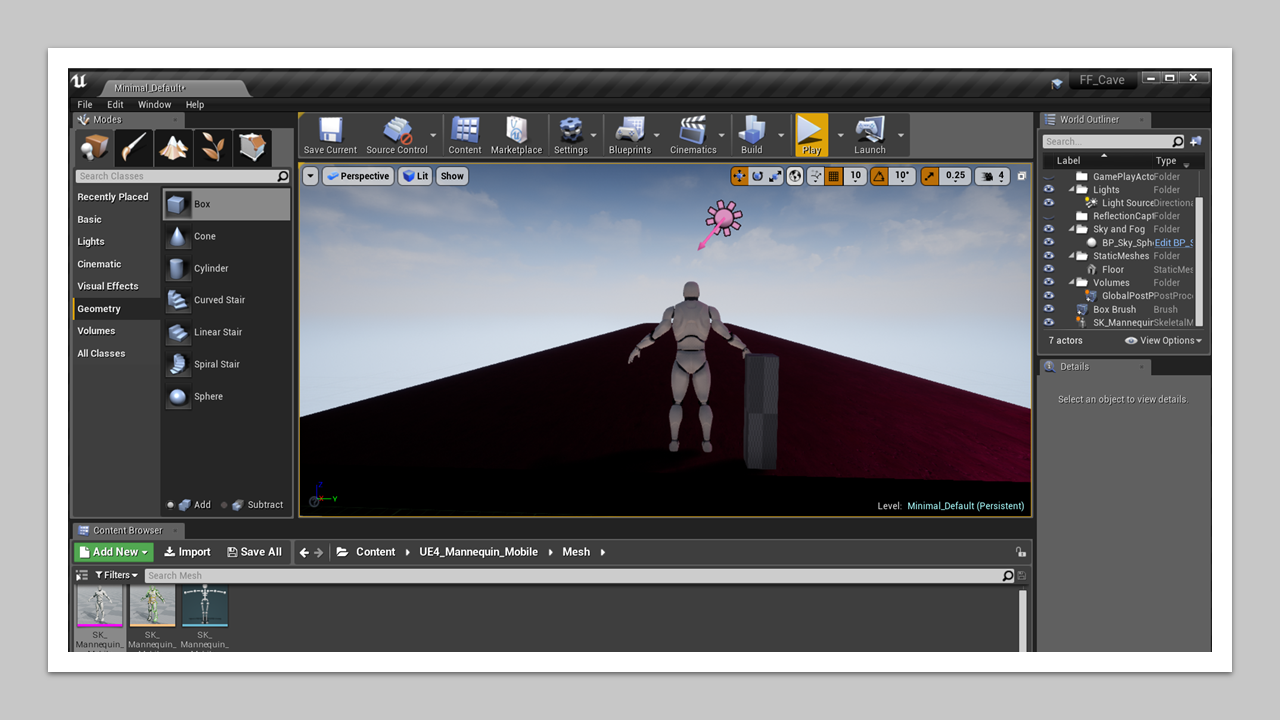 Minimal_Default•
FF_Cave
File Edit Window Help
Modes
Search Classes
Recently Placed
Basic
Lights
Cinematic
Visual Effects
Geometry
Volumes
All Classes
Box
Cone
Cylinder
Curved Stair
Linear Stair
Spiral Stair
Sphere
Add Subtract
Save Current Source Control Content Marketplace Settings Blueprints Cinematics Build Play Launch
Perspective Lit Show 10 10° 0.25 4
Z
Y
Level: Minimal_Default (Persistent)
World Outliner
Search...
Label Type
GamePlayActo Folder
Lights Folder
Light Source Directiona
ReflectionCapt Folder
Sky and Fog Folder
BP_Sky_Sph Edit BP_S
StaticMeshes Folder
Floor StaticMes
Volumes Folder
GlobalPostP PostProc
Box Brush Brush
SK_Mannequin SkeletalM
7 actors View Options
Details
Select an object to view details.
Content Browser
Add New Import Save All Content UE4_Mannequin_Mobile Mesh
Filters Search Mesh
SK_ SK_ SK_
Mannequin_ Mannequin_ Mannequin_